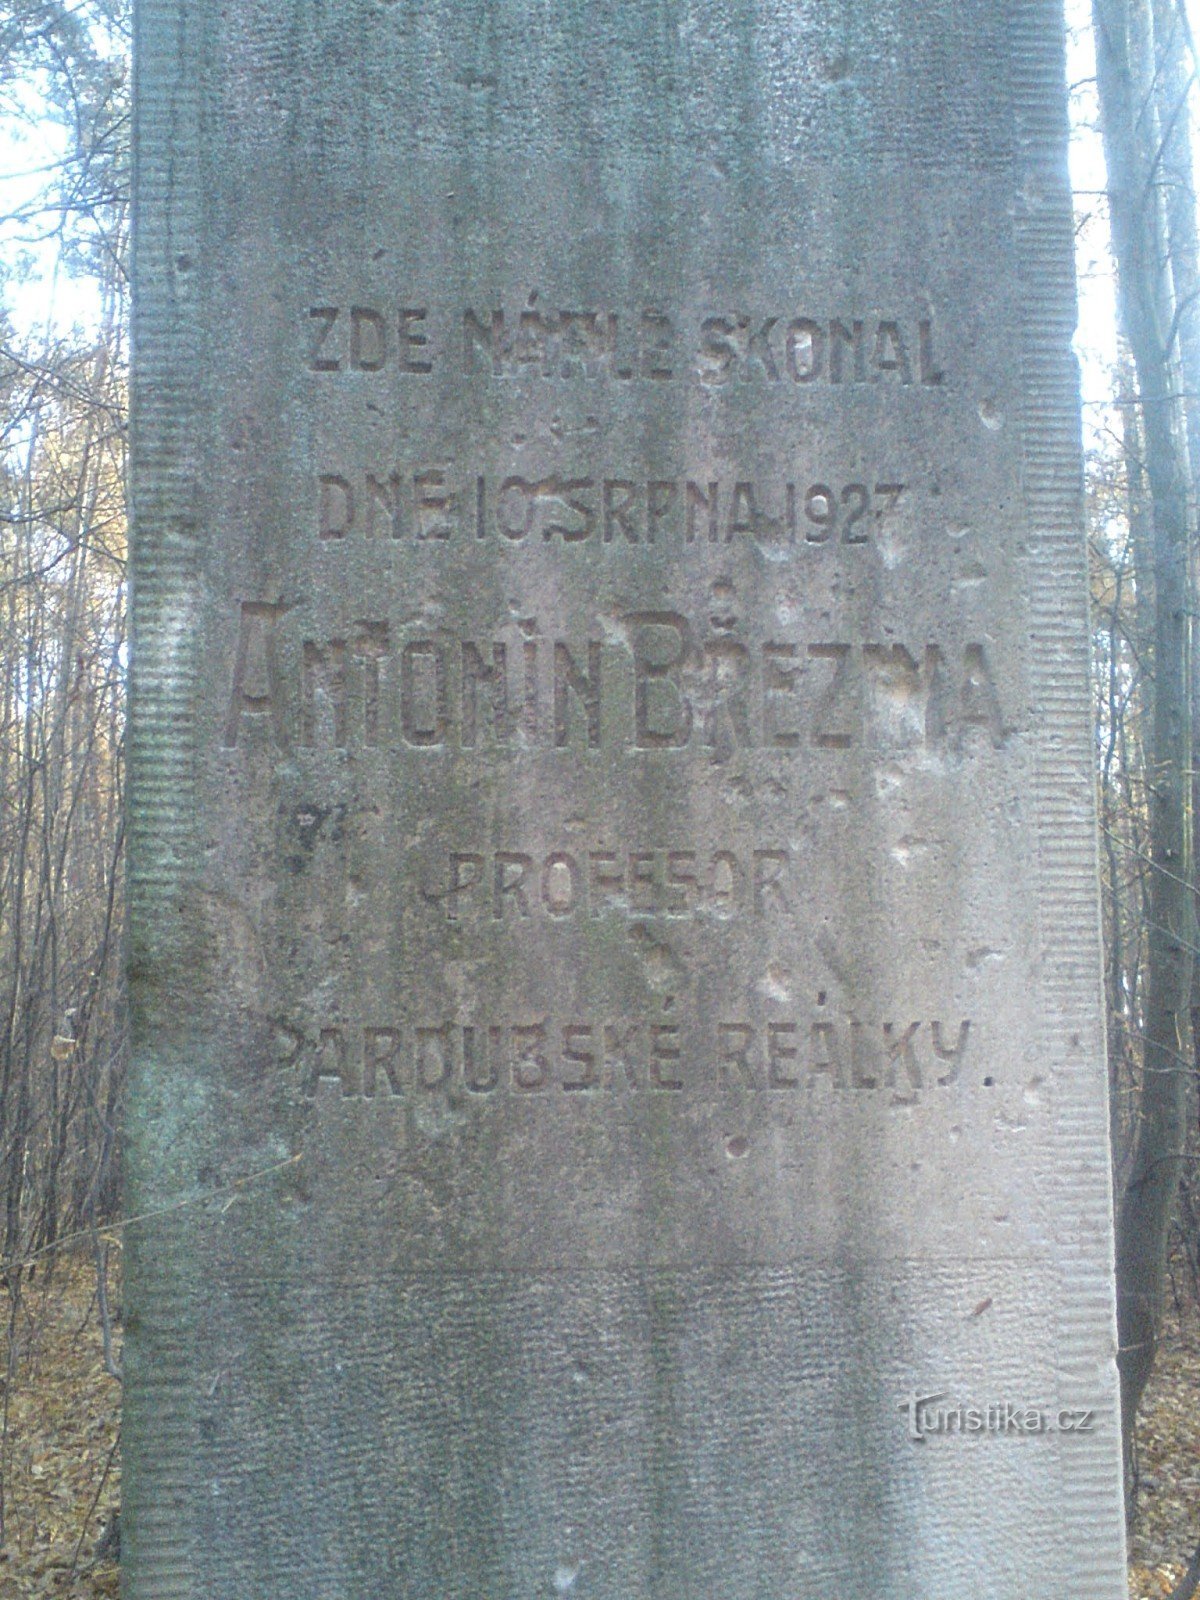 ZDE NÁHLE SKONAL
DNE 10 SRPNA 1927
ANTONÍN BŘEZINA
PROFESOR
PARDUBSKÉ REÁLKY.
Turistika.cz